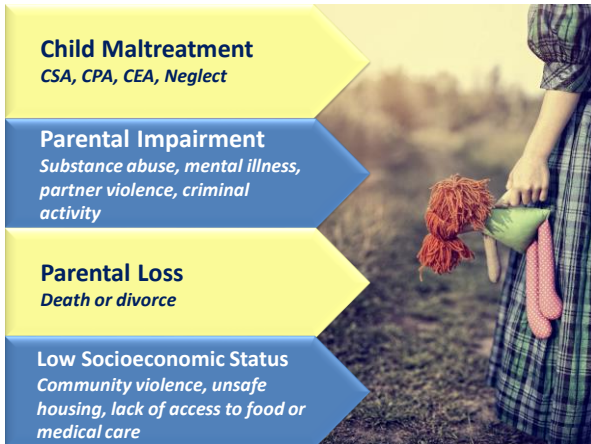 Child Maltreatment
CSA, CPA, CEA, Neglect
Parental Impairment
Substance abuse, mental illness,
partner violence, criminal
activity
Parental Loss
Death or divorce
Low Socioeconomic Status
Community violence, unsafe
housing, lack of access to food or
medical care